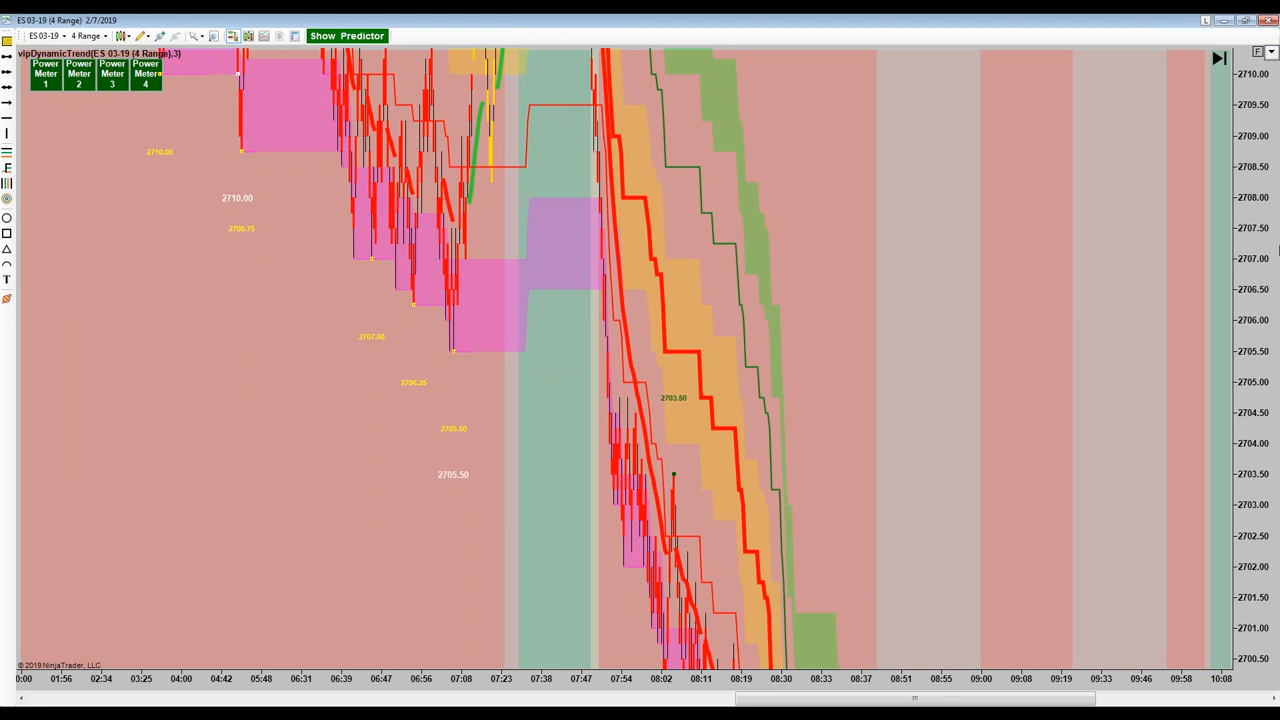 ES 03-19 (4 Range) 2/7/2019
L
ES 03-19
4 Range
Show Predictor
vipDynamicTrend(ES 03-19 (4 Range),3)
F
Power Meter 1
Power Meter 2
Power Meter 3
Power Meter 4
2710.00
2710.00
2708.75
2707.00
2706.25
2705.50
2705.50
2703.50
2710.00
2709.50
2709.00
2708.50
2708.00
2707.50
2707.00
2706.50
2706.00
2705.50
2705.00
2704.50
2704.00
2703.50
2703.00
2702.50
2702.00
2701.50
2701.00
2700.50
© 2019 NinjaTrader, LLC
0:00 01:56 02:34 03:25 04:00 04:42 05:48 06:31 06:39 06:47 06:56 07:08 07:23 07:38 07:47 07:54 08:02 08:11 08:19 08:30 08:33 08:37 08:55 09:00 09:24 09:33 09:46 09:58 10:08